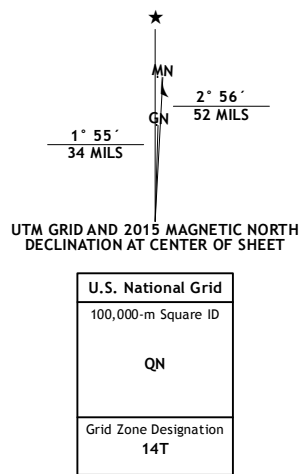 ★
MN
GN
2° 56´
52 MILS
1° 55´
34 MILS
UTM GRID AND 2015 MAGNETIC NORTH
DECLINATION AT CENTER OF SHEET
U.S. National Grid
100,000-m Square ID
QN
Grid Zone Designation
14T